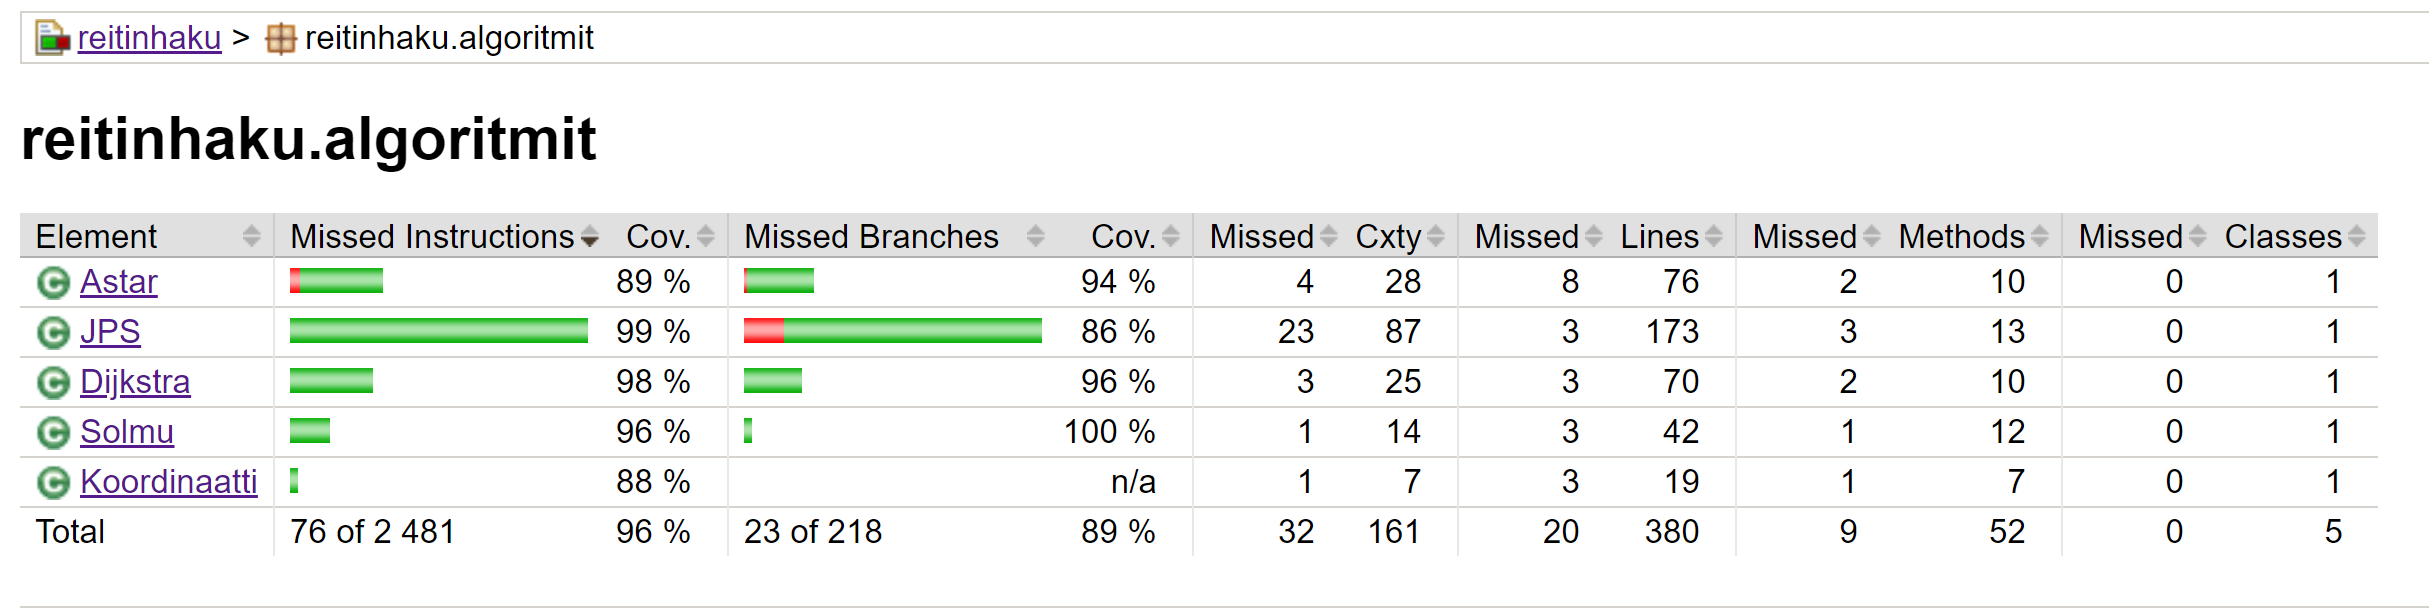 reitinhaku > reitinhaku.algoritmit
reitinhaku.algoritmit
Element Missed Instructions Cov. Missed Branches Cov. Missed Cxty Missed Lines Missed Methods Missed Classes
Astar 89 % 94 % 4 28 8 76 2 10 0 1
JPS 99 % 86 % 23 87 3 173 3 13 0 1
Dijkstra 98 % 96 % 3 25 3 70 2 10 0 1
Solmu 96 % 100 % 1 14 3 42 1 12 0 1
Koordinaatti 88 % n/a 1 7 3 19 1 7 0 1
Total 76 of 2 481 96 % 23 of 218 89 % 32 161 20 380 9 52 0 5